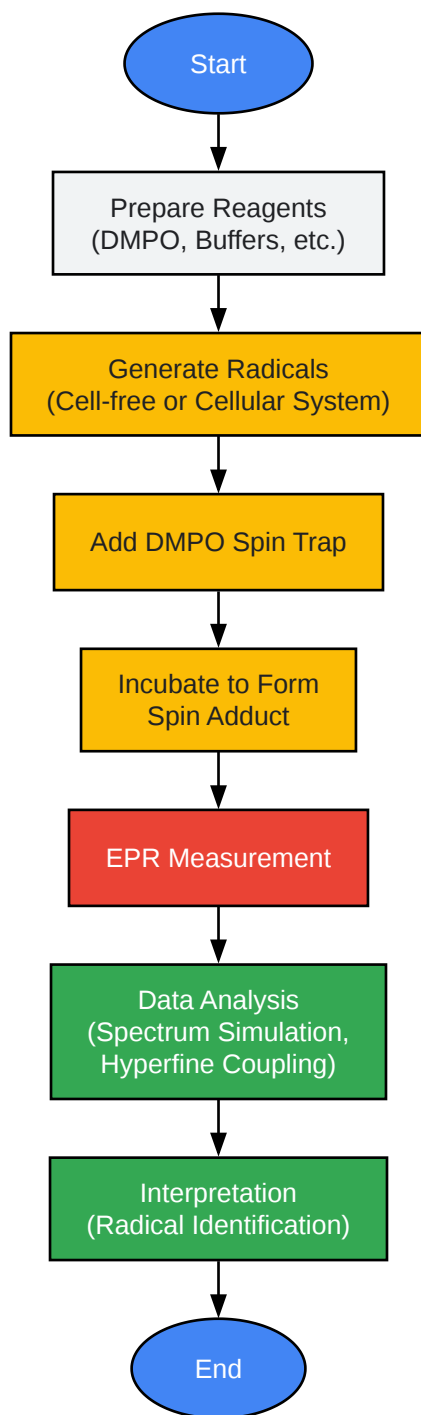 Start
Prepare Reagents
(DMPO, Buffers, etc.)
Generate Radicals
(Cell-free or Cellular System)
Add DMPO Spin Trap
Incubate to Form
Spin Adduct
EPR Measurement
Data Analysis
(Spectrum Simulation,
Hyperfine Coupling)
Interpretation
(Radical Identification)
End